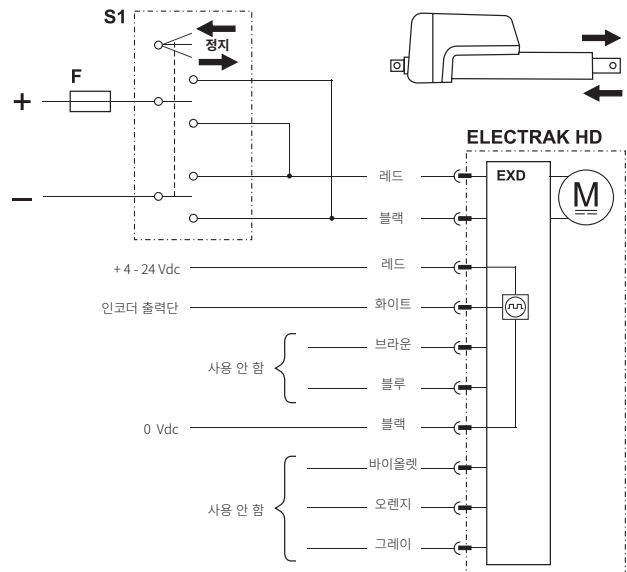 S1
정지
F
+
−
ELECTRAK HD
레드
EXD
M
블랙
+ 4 - 24 Vdc
레드
인코더 출력단
화이트
브라운
사용 안 함
블루
0 Vdc
블랙
바이올렛
사용 안 함
오렌지
그레이